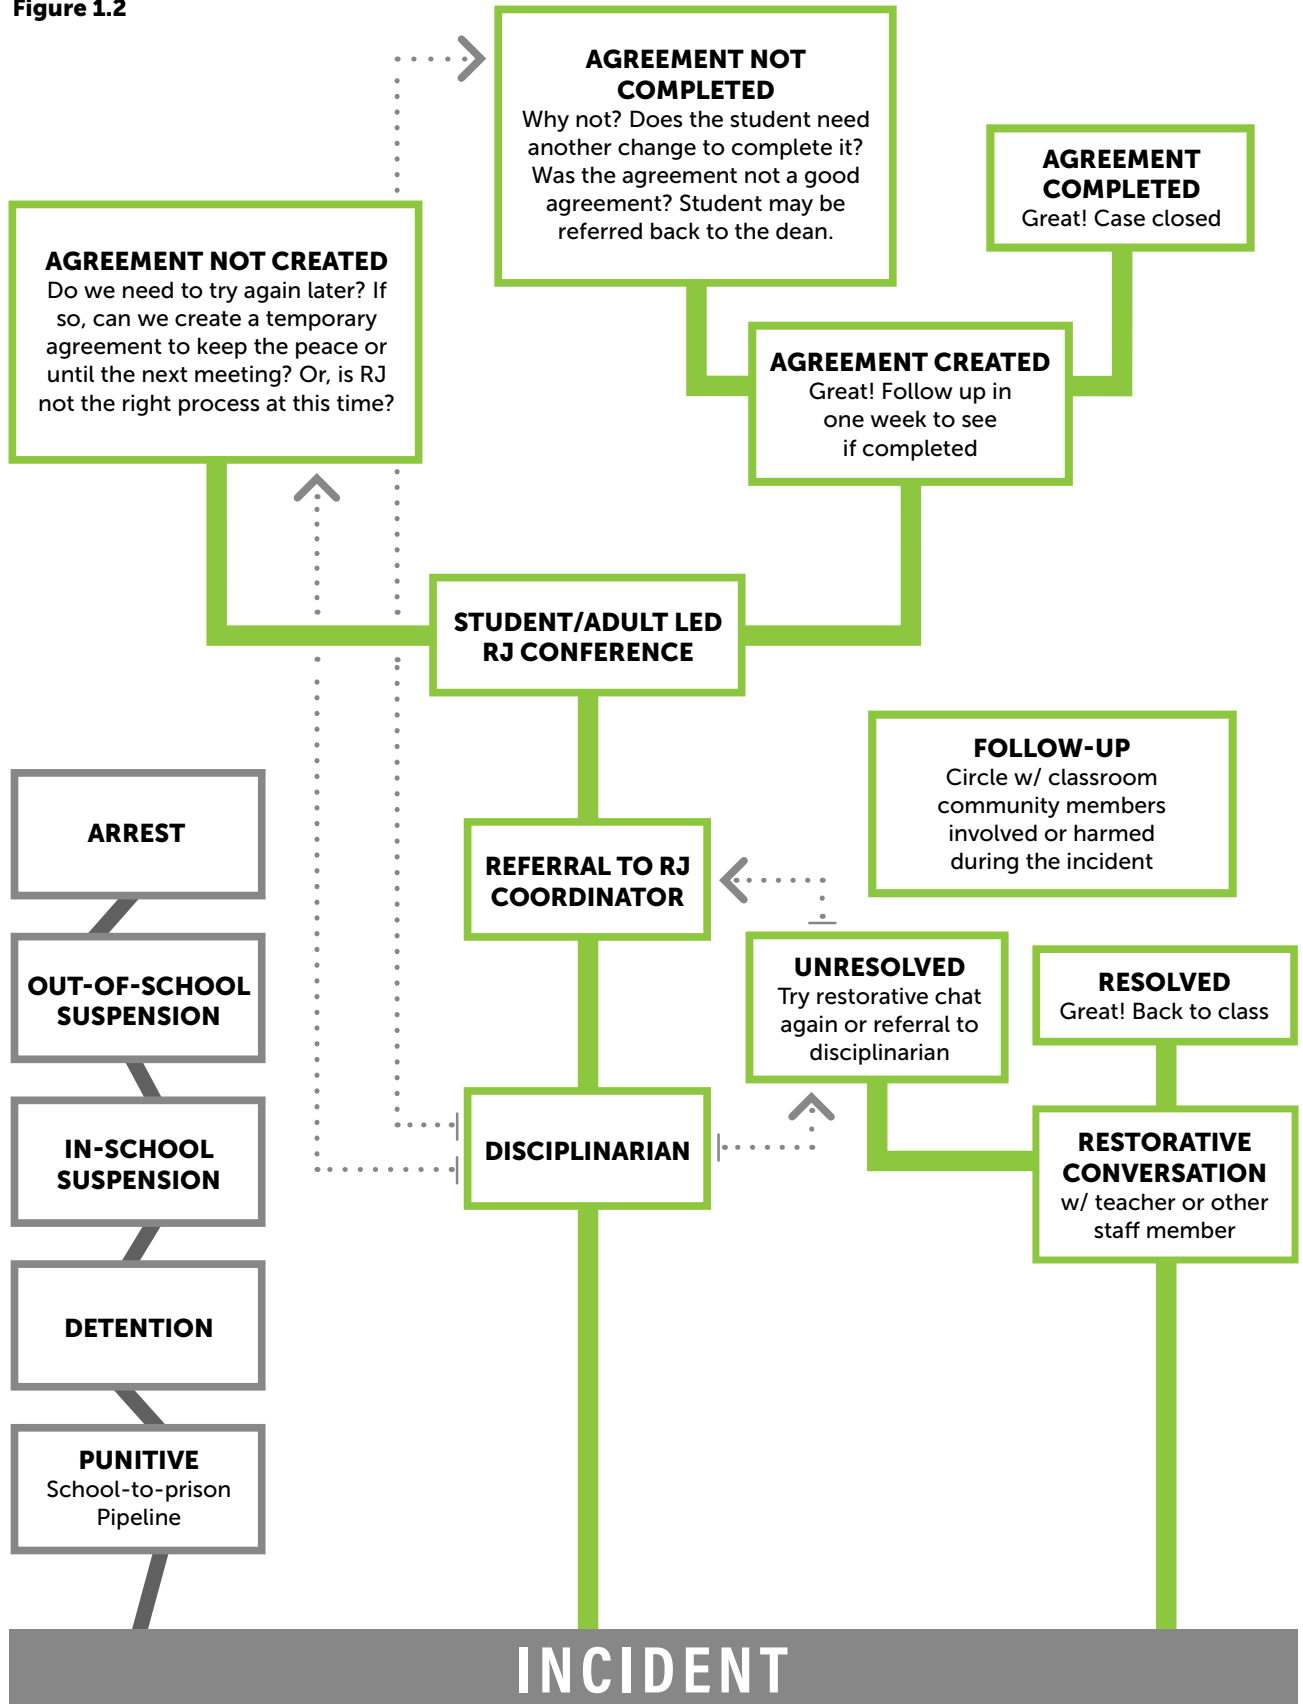 Figure 1.2
AGREEMENT NOT
COMPLETED
Why not? Does the student need
another change to complete it?
Was the agreement not a good
agreement? Student may be
referred back to the dean.
AGREEMENT
COMPLETED
Great! Case closed
AGREEMENT NOT CREATED
Do we need to try again later? If
so, can we create a temporary
agreement to keep the peace or
until the next meeting? Or, is RJ
not the right process at this time?
AGREEMENT CREATED
Great! Follow up in
one week to see
if completed
STUDENT/ADULT LED
RJ CONFERENCE
FOLLOW-UP
Circle w/ classroom
community members
involved or harmed
during the incident
ARREST
REFERRAL TO RJ
COORDINATOR
OUT-OF-SCHOOL
SUSPENSION
UNRESOLVED
Try restorative chat
again or referral to
disciplinarian
RESOLVED
Great! Back to class
IN-SCHOOL
SUSPENSION
DISCIPLINARIAN
RESTORATIVE
CONVERSATION
w/ teacher or other
staff member
DETENTION
PUNITIVE
School-to-prison
Pipeline
INCIDENT